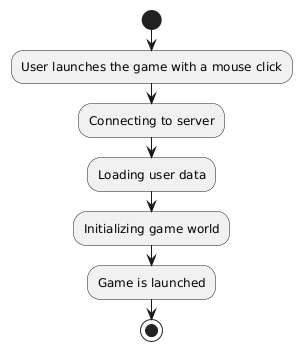 User launches the game with a mouse click
Connecting to server
Loading user data
Initializing game world
Game is launched